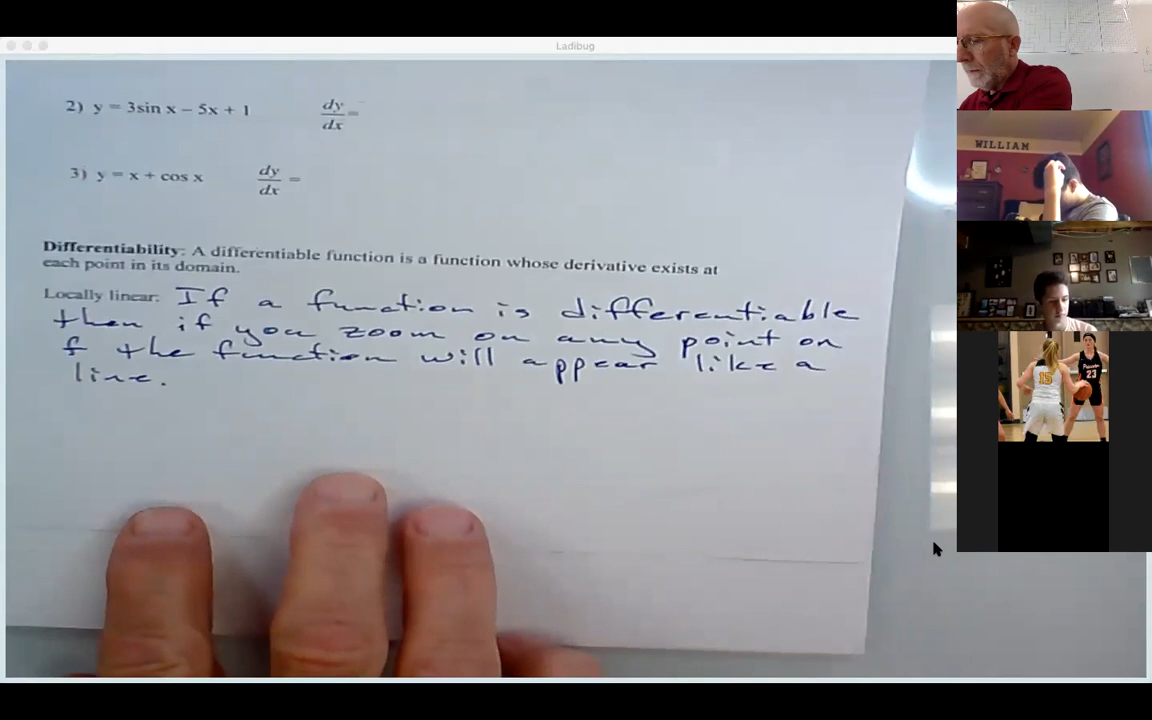 Ladibug
2) y = 3sin x − 5x + 1 dy/dx =
3) y = x + cos x dy/dx =
Differentiability: A differentiable function is a function whose derivative exists at
each point in its domain.
Locally linear: If a function is differentiable
then if you zoom on any point on
f the function will appear like a
line.
WILLIAM
15
23